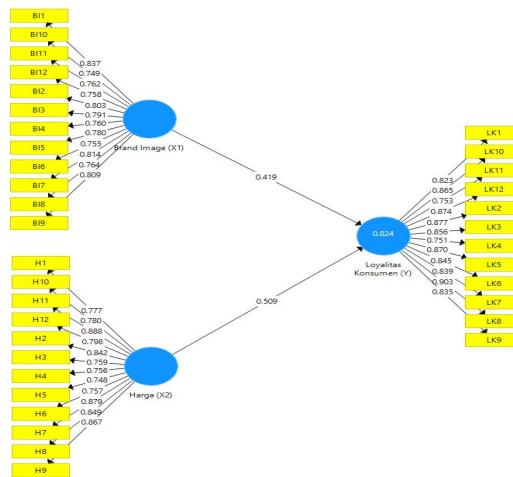 BI1
BI10
BI11
BI12
BI2
BI3
BI4
BI5
BI6
BI7
BI8
BI9
0.837
0.749
0.762
0.758
0.803
0.791
0.760
0.780
0.755
0.814
0.764
0.809
Brand Image (X1)
0.419
H1
H10
H11
H12
H2
H3
H4
H5
H6
H7
H8
H9
0.777
0.780
0.888
0.798
0.842
0.759
0.756
0.748
0.757
0.879
0.849
0.867
Harga (X2)
0.509
0.824
Loyalitas
Konsumen (Y)
0.823
0.865
0.753
0.874
0.877
0.856
0.751
0.870
0.845
0.839
0.903
0.835
LK1
LK10
LK11
LK12
LK2
LK3
LK4
LK5
LK6
LK7
LK8
LK9